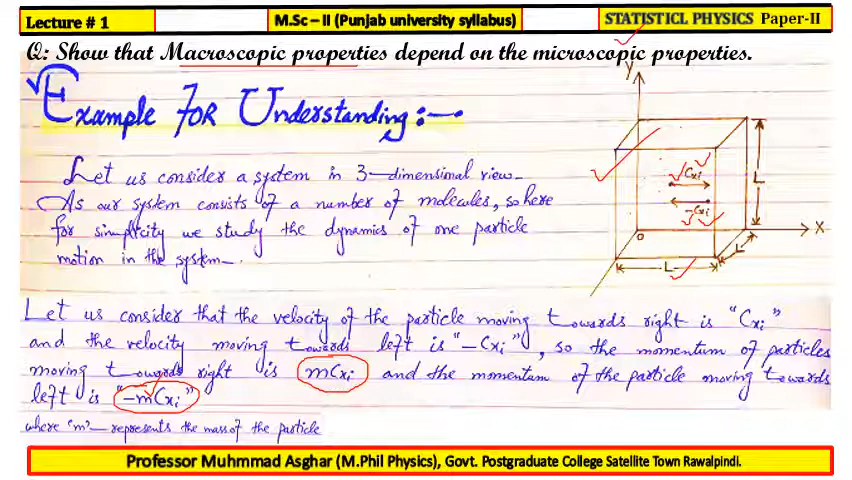 Lecture # 1
M.Sc – II (Punjab university syllabus)
STATISTICL PHYSICS Paper-II
Q: Show that Macroscopic properties depend on the microscopic properties.
Example FOR Understanding:—
Let us consider a system in 3-dimensimal view-
As our system consists of a number of molecules, so here
for simplicity we study the dynamics of one particle
motion in the system-
Y
Cxi
Cxi
L
L
L
O
X
Let us consider that the velocity of the particle moving towards right is "Cxi"
and the velocity moving towards left is "-Cxi", so the momentum of particles
moving towards right is mCxi and the momentum of the particle moving towards
left is "-mCxi"
where 'm'- represents the mass of the particle
Professor Muhmmad Asghar (M.Phil Physics), Govt. Postgraduate College Satellite Town Rawalpindi.